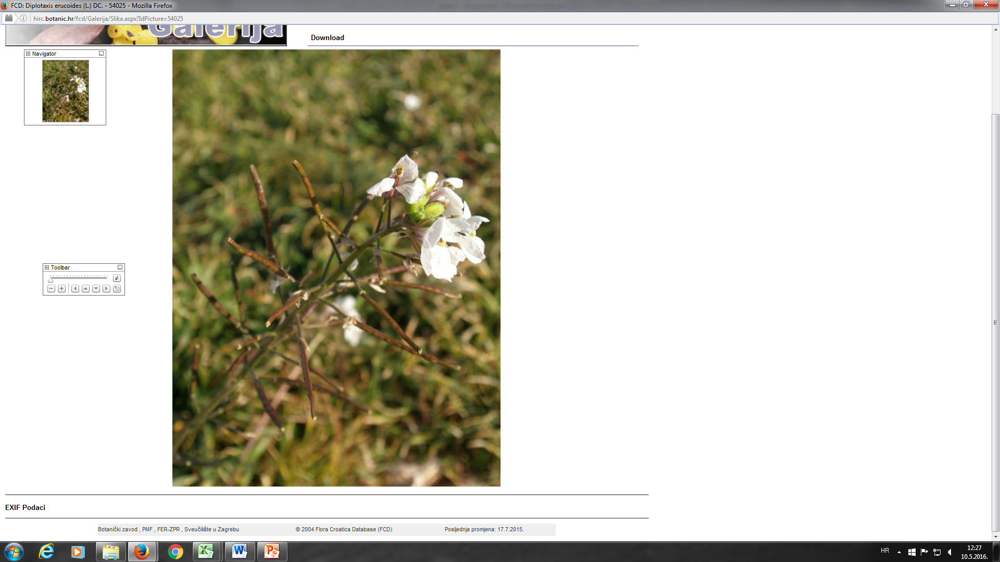 FCD: Diplotaxis erucoides (L.) DC. - 54025 - Mozilla Firefox
hirc.botanic.hr/fcd/Galerija/Slika.aspx?IdPicture=54025
Galerija
Download
Navigator
Toolbar
EXIF Podaci
Botanički zavod , PMF , FER-ZPR , Sveučilište u Zagrebu © 2004 Flora Croatica Database (FCD) Posljednja promjena: 17.7.2015.
HR
12:27
10.5.2016.